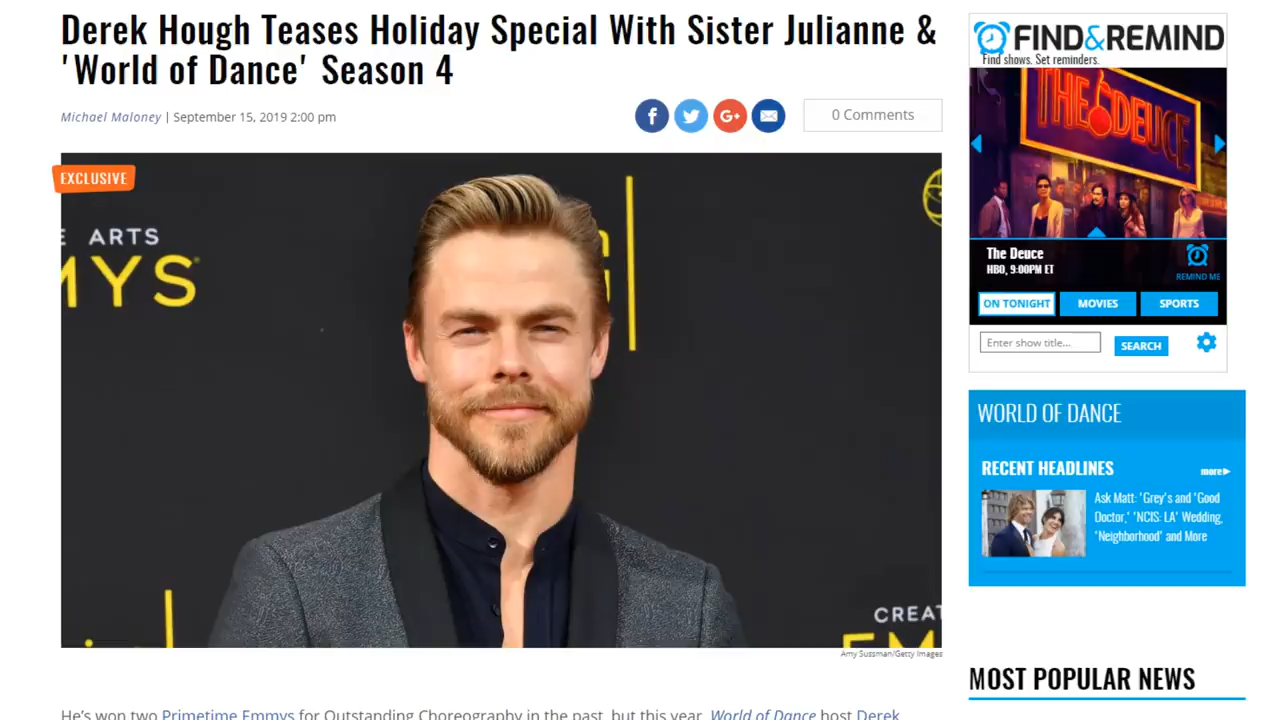 Derek Hough Teases Holiday Special With Sister Julianne &
'World of Dance' Season 4
Michael Maloney | September 15, 2019 2:00 pm
0 Comments
EXCLUSIVE
E ARTS
MYS
CREAT
EM
Amy Sussman/Getty Images
He's won two Primetime Emmys for Outstanding Choreography in the past, but this year, World of Dance host Derek
FIND&REMIND
Find shows. Set reminders.
THE DEUCE
The Deuce
HBO, 9:00PM ET
REMIND ME
ON TONIGHT
MOVIES
SPORTS
Enter show title...
SEARCH
WORLD OF DANCE
RECENT HEADLINES
more
Ask Matt: 'Grey's and 'Good
Doctor,' 'NCIS: LA' Wedding,
'Neighborhood' and More
MOST POPULAR NEWS